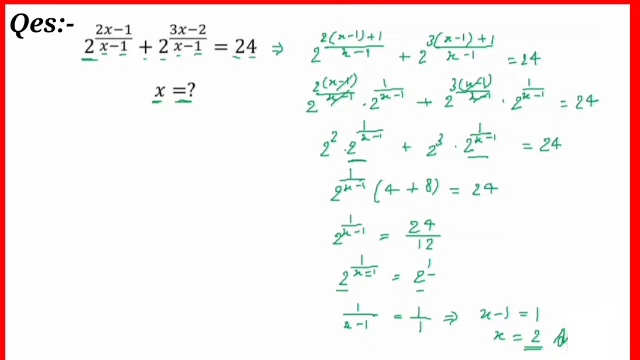 Qes:-
2^((2x-1)/(x-1)) + 2^((3x-2)/(x-1)) = 24 ⇒ 2^((2(x-1)+1)/(x-1)) + 2^((3(x-1)+1)/(x-1)) = 24
x = ?
2^((2(x-1))/(x-1)) · 2^(1/(x-1)) + 2^((3(x-1))/(x-1)) · 2^(1/(x-1)) = 24
2^2 · 2^(1/(x-1)) + 2^3 · 2^(1/(x-1)) = 24
2^(1/(x-1)) (4 + 8) = 24
2^(1/(x-1)) = 24/12
2^(1/(x-1)) = 2^1
1/(x-1) = 1/1 ⇒ x-1 = 1
x = 2